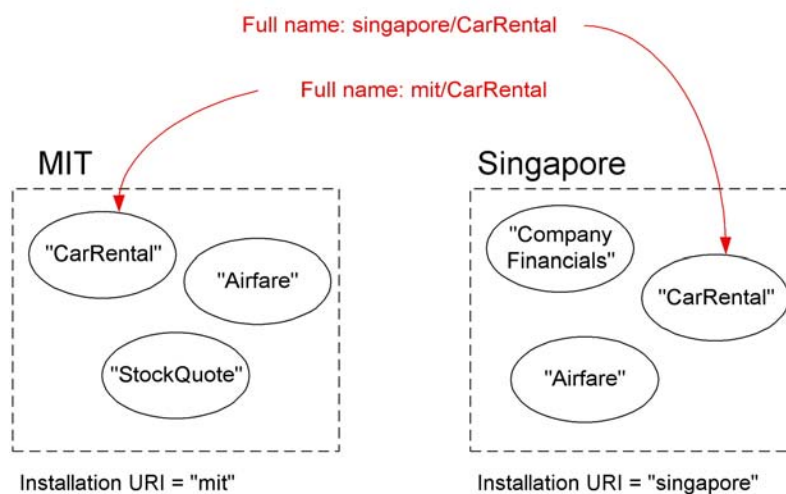 Full name: singapore/CarRental
Full name: mit/CarRental
MIT
"CarRental"
"Airfare"
"StockQuote"
Installation URI = "mit"
Singapore
"Company
Financials"
"CarRental"
"Airfare"
Installation URI = "singapore"